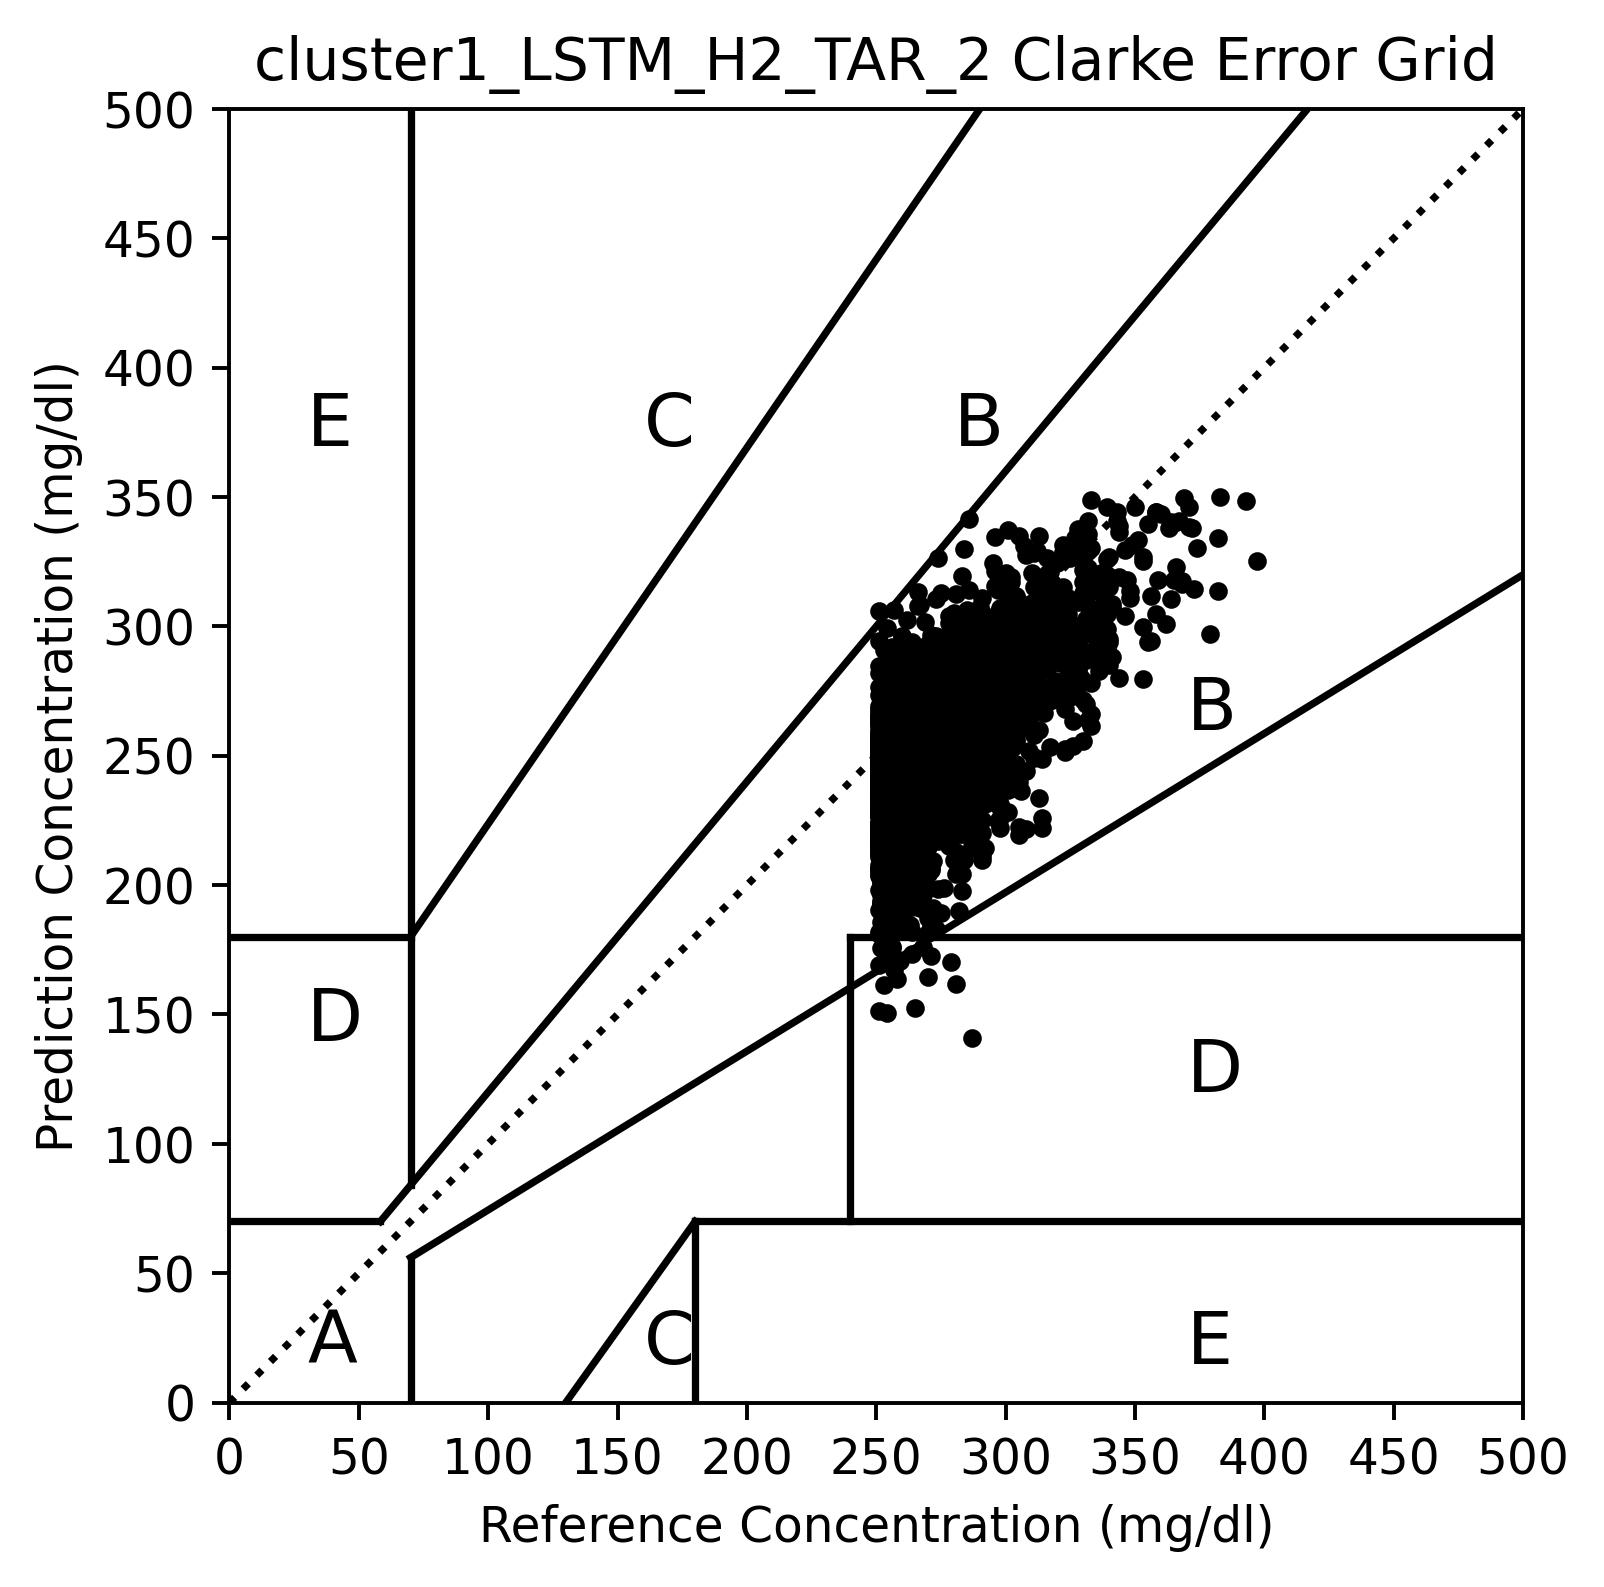 cluster1_LSTM_H2_TAR_2 Clarke Error Grid
500
450
400
350
300
250
200
150
100
50
0
Prediction Concentration (mg/dl)
E
C
B
B
D
D
A
C
E
0 50 100 150 200 250 300 350 400 450 500
Reference Concentration (mg/dl)